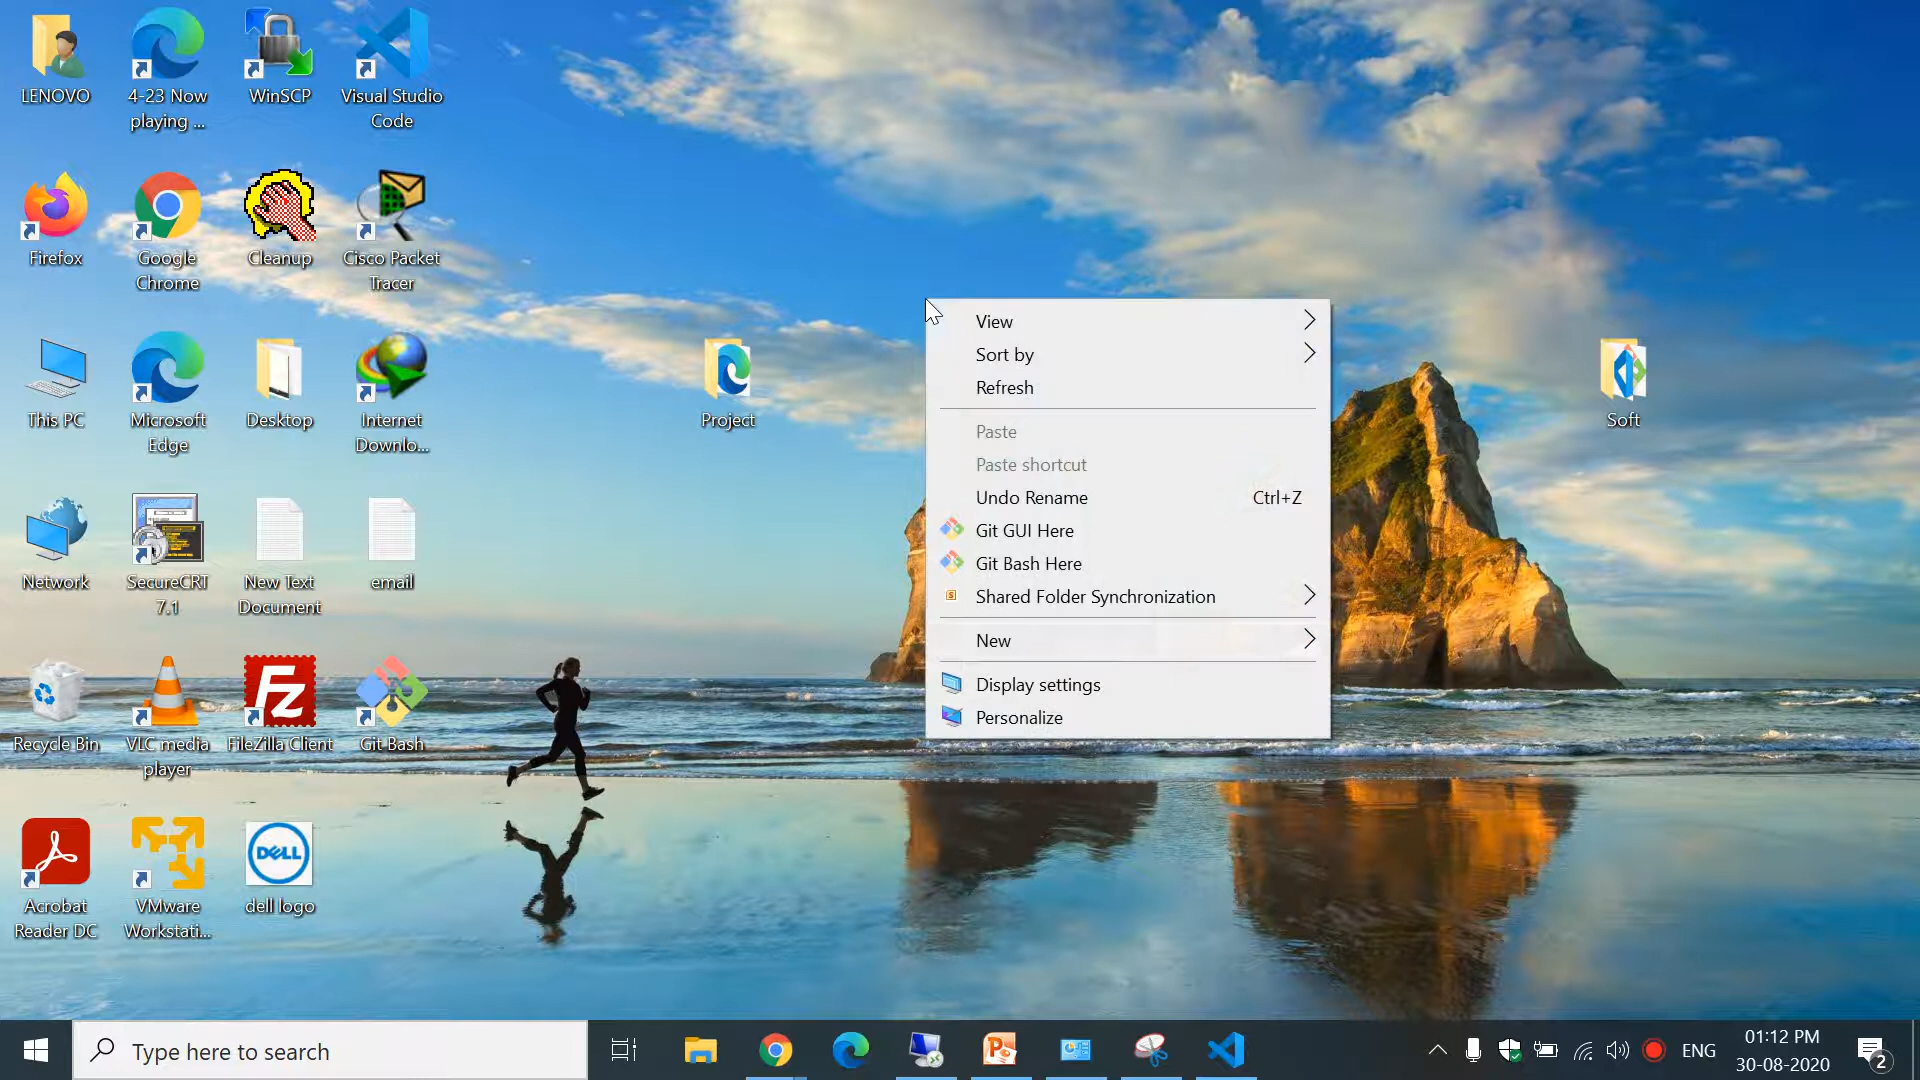 LENOVO
4-23 Now
playing ...
WinSCP
Visual Studio
Code
Firefox
Google
Chrome
Cleanup
Cisco Packet
Tracer
This PC
Microsoft
Edge
Desktop
Internet
Downlo...
Project
Soft
Network
SecureCRT
7.1
New Text
Document
email
Recycle Bin
VLC media
player
FZ
FileZilla Client
Git Bash
Acrobat
Reader DC
VMware
Workstati...
DELL
dell logo
View
Sort by
Refresh
Paste
Paste shortcut
Undo Rename Ctrl+Z
Git GUI Here
Git Bash Here
S
Shared Folder Synchronization
New
Display settings
Personalize
Type here to search
P
ENG
01:12 PM
30-08-2020
2